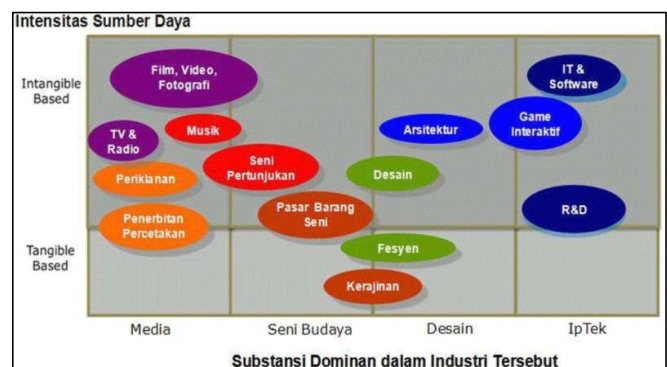 Intensitas Sumber Daya
Intangible
Based
Film, Video,
Fotografi
IT &
Software
TV &
Radio
Musik
Arsitektur
Game
Interaktif
Periklanan
Seni
Pertunjukan
Desain
Penerbitan
Percetakan
Pasar Barang
Seni
R&D
Tangible
Based
Fesyen
Kerajinan
Media
Seni Budaya
Desain
IpTek
Substansi Dominan dalam Industri Tersebut